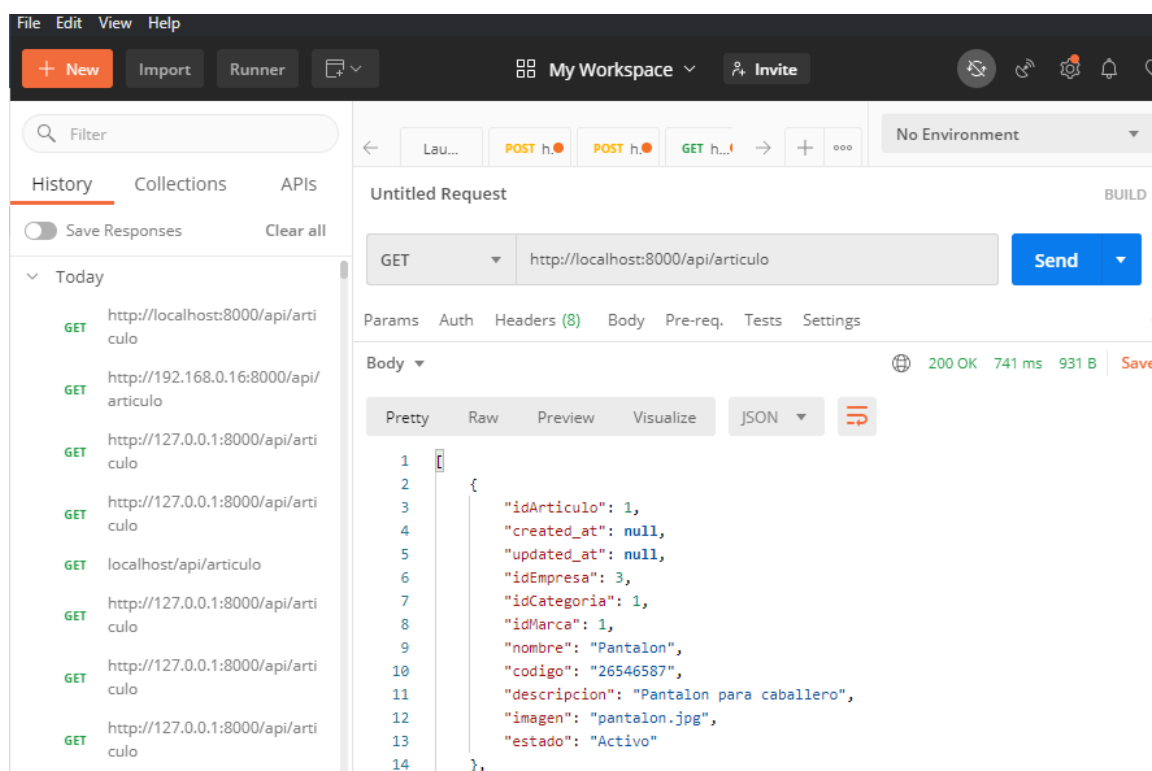 File Edit View Help
+ New Import Runner My Workspace Invite
Filter
History Collections APIs
Save Responses Clear all
Today
GET http://localhost:8000/api/arti
culo
GET http://192.168.0.16:8000/api/
articulo
GET http://127.0.0.1:8000/api/arti
culo
GET http://127.0.0.1:8000/api/arti
culo
GET localhost/api/articulo
GET http://127.0.0.1:8000/api/arti
culo
GET http://127.0.0.1:8000/api/arti
culo
GET http://127.0.0.1:8000/api/arti
culo
Lau... POST h. POST h. GET h... No Environment
Untitled Request BUILD
GET http://localhost:8000/api/articulo Send
Params Auth Headers (8) Body Pre-req. Tests Settings
Body 200 OK 741 ms 931 B Save
Pretty Raw Preview Visualize JSON
1 [
2 {
3 "idArticulo": 1,
4 "created_at": null,
5 "updated_at": null,
6 "idEmpresa": 3,
7 "idCategoria": 1,
8 "idMarca": 1,
9 "nombre": "Pantalon",
10 "codigo": "26546587",
11 "descripcion": "Pantalon para caballero",
12 "imagen": "pantalon.jpg",
13 "estado": "Activo"
14 },